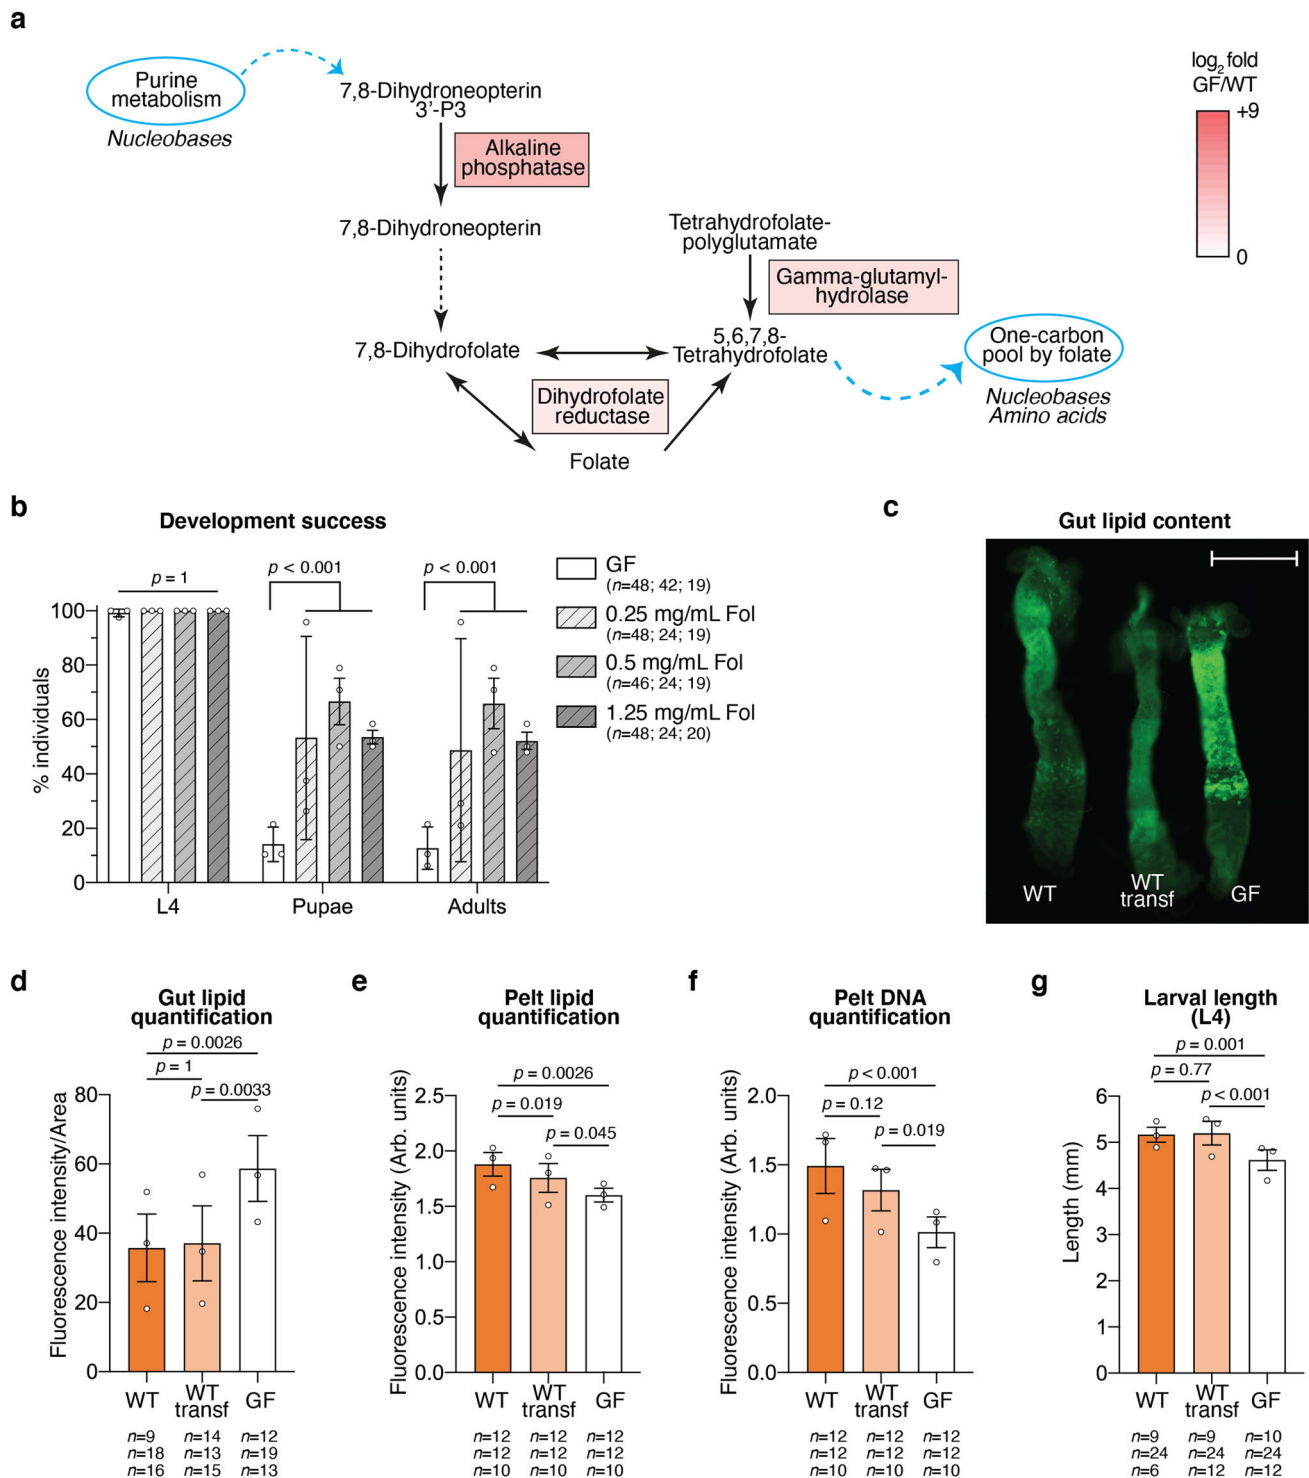 a
Purine
metabolism
Nucleobases
7,8-Dihydroneopterin
3'-P3
Alkaline
phosphatase
7,8-Dihydroneopterin
7,8-Dihydrofolate
Tetrahydrofolate-
polyglutamate
Gamma-glutamyl-
hydrolase
5,6,7,8-
Tetrahydrofolate
Dihydrofolate
reductase
Folate
One-carbon
pool by folate
Nucleobases
Amino acids
log2 fold
GF/WT
+9
0
b
Development success
% individuals
100
80
60
40
20
0
p = 1
p < 0.001
p < 0.001
L4
Pupae
Adults
GF
(n=48; 42; 19)
0.25 mg/mL Fol
(n=48; 24; 19)
0.5 mg/mL Fol
(n=46; 24; 19)
1.25 mg/mL Fol
(n=48; 24; 20)
c
Gut lipid content
WT
WT
transf
GF
d
Gut lipid
quantification
p = 0.0026
p = 1
p = 0.0033
Fluorescence intensity/Area
80
60
40
20
0
WT
WT
transf
GF
n=9
n=14
n=12
n=18
n=13
n=19
n=16
n=15
n=13
e
Pelt lipid
quantification
p = 0.0026
p = 0.019
p = 0.045
Fluorescence intensity (Arb. units)
2.5
2.0
1.5
1.0
0.5
0.0
WT
WT
transf
GF
n=12
n=12
n=12
n=12
n=12
n=12
n=10
n=10
n=10
f
Pelt DNA
quantification
p < 0.001
p = 0.12
p = 0.019
Fluorescence intensity (Arb. units)
2.0
1.5
1.0
0.5
0.0
WT
WT
transf
GF
n=12
n=12
n=12
n=12
n=12
n=12
n=10
n=10
n=10
g
Larval length
(L4)
p = 0.001
p = 0.77
p < 0.001
Length (mm)
6
5
4
3
2
1
0
WT
WT
transf
GF
n=9
n=9
n=10
n=24
n=24
n=24
n=6
n=12
n=12